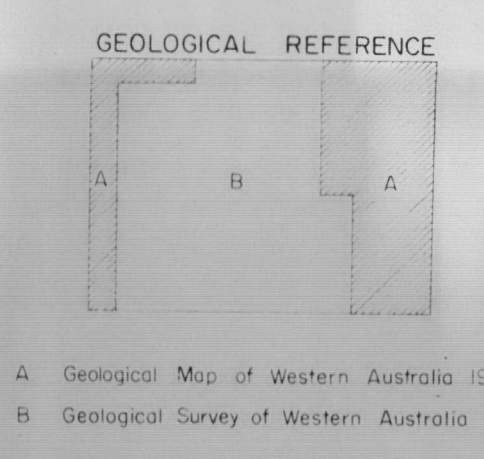 GEOLOGICAL REFERENCE
A B A
A Geological Map of Western Australia
B Geological Survey of Western Australia